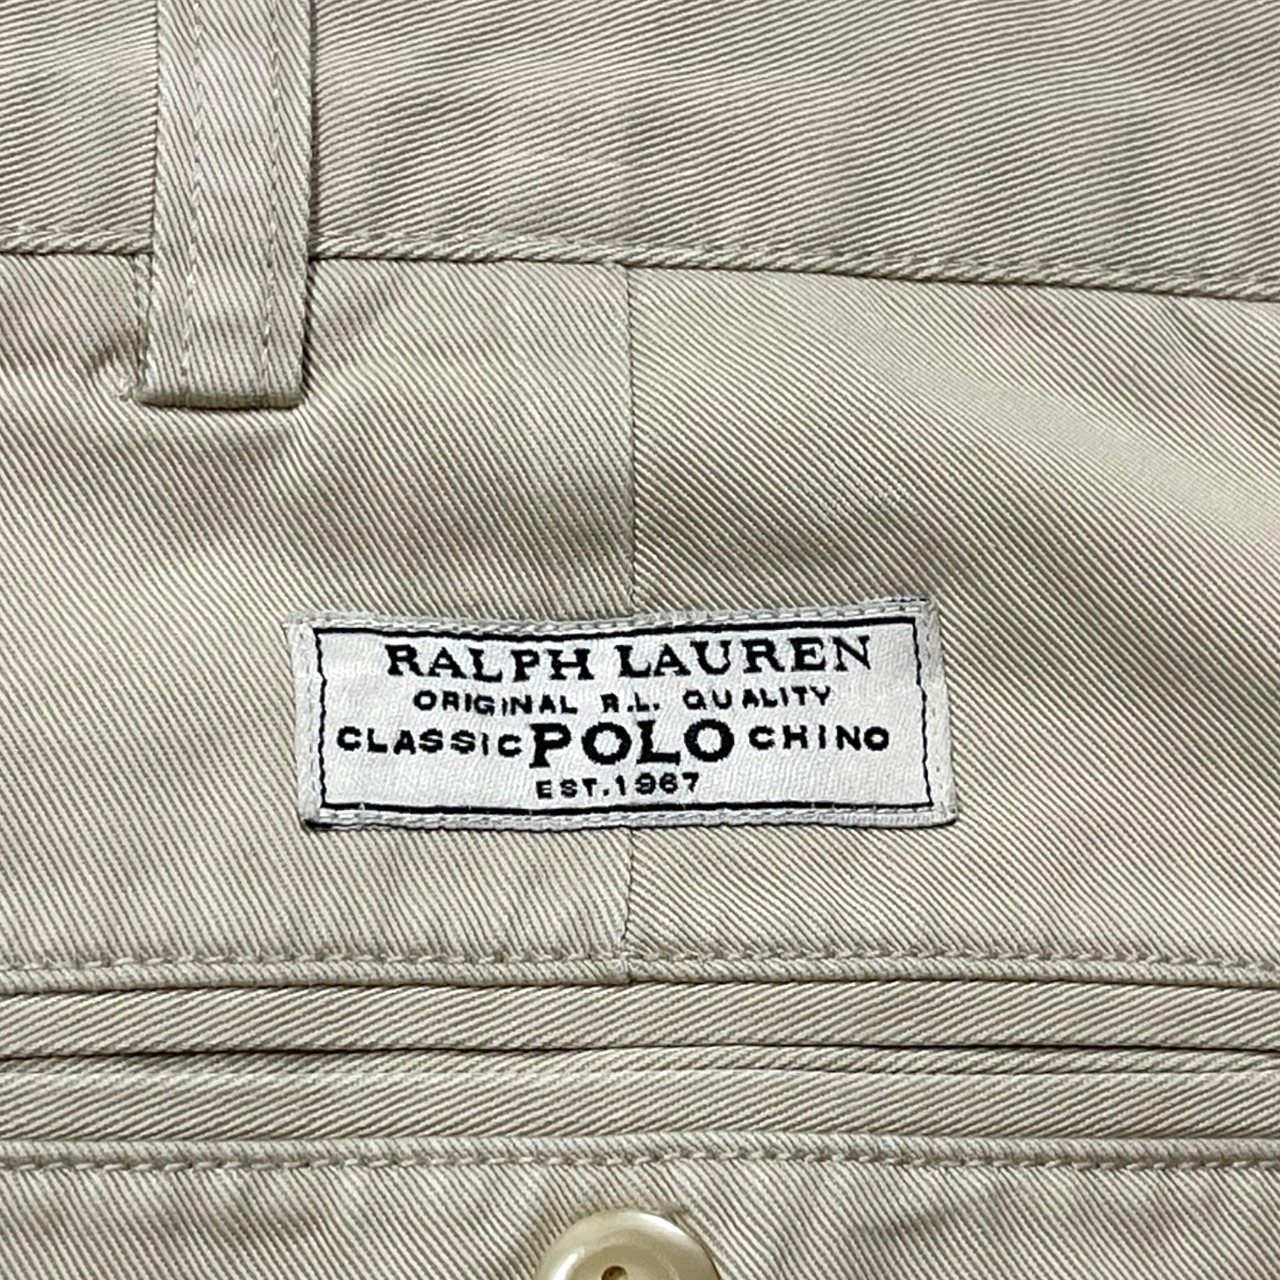 RALPH LAUREN
ORIGINAL R.L. QUALITY
CLASSIC POLO CHINO
EST.1967